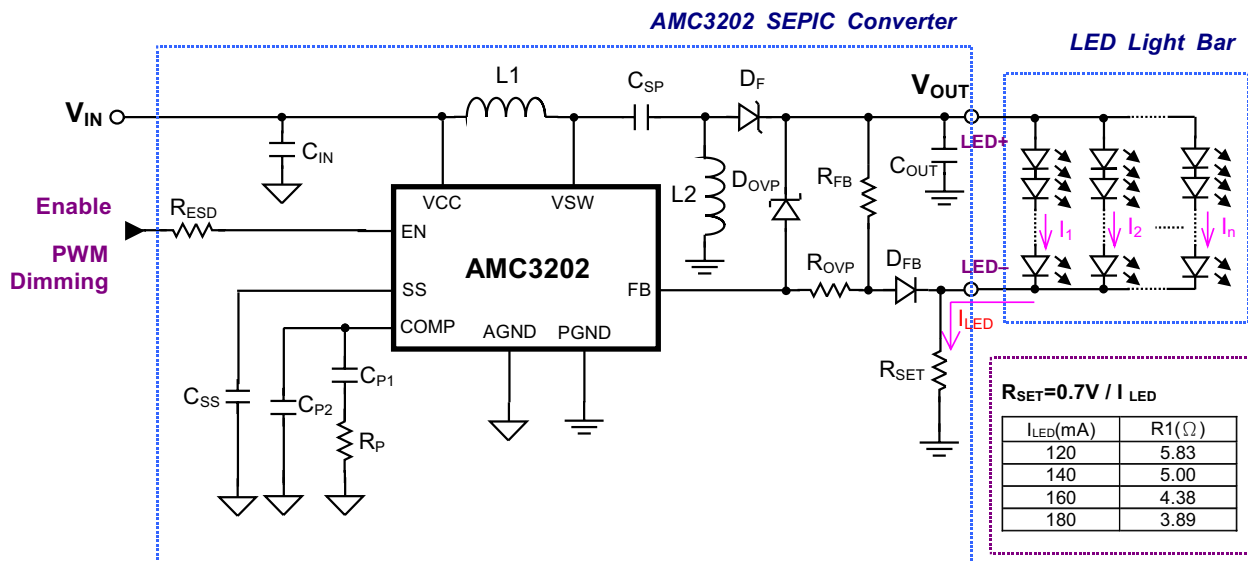 AMC3202 SEPIC Converter
LED Light Bar
L1
CSP
DF
VOUT
VIN
LED+
CIN
COUT
DOVP
RFB
L2
VCC
VSW
Enable
RESD
EN
I1
I2
In
PWM
Dimming
AMC3202
ROVP
DFB
LED–
SS
FB
ILED
COMP
AGND
PGND
RSET
CP1
CSS
CP2
RP
RSET=0.7V / I LED
ILED(mA) R1(Ω)
120 5.83
140 5.00
160 4.38
180 3.89